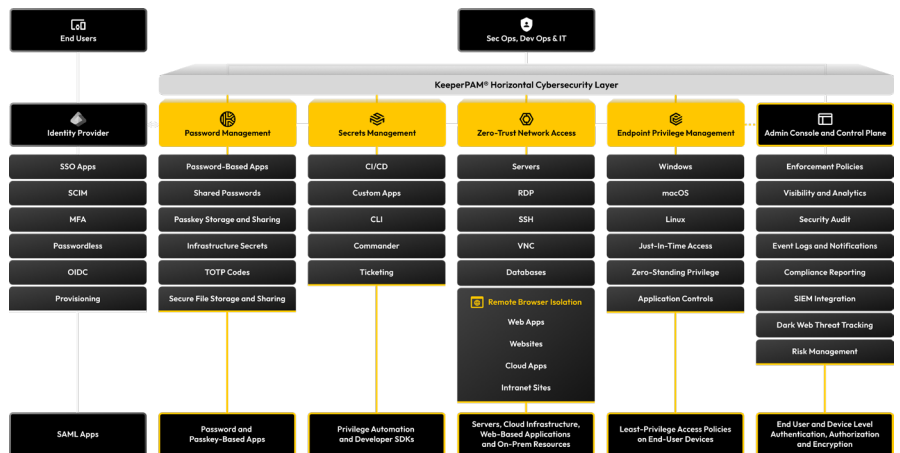 End Users
Sec Ops, Dev Ops & IT
KeeperPAM® Horizontal Cybersecurity Layer
Identity Provider
SSO Apps
SCIM
MFA
Passwordless
OIDC
Provisioning
SAML Apps
Password Management
Password-Based Apps
Shared Passwords
Passkey Storage and Sharing
Infrastructure Secrets
TOTP Codes
Secure File Storage and Sharing
Password and
Passkey-Based Apps
Secrets Management
CI/CD
Custom Apps
CLI
Commander
Ticketing
Privilege Automation
and Developer SDKs
Zero-Trust Network Access
Servers
RDP
SSH
VNC
Databases
Remote Browser Isolation
Web Apps
Websites
Cloud Apps
Intranet Sites
Servers, Cloud Infrastructure,
Web-Based Applications
and On-Prem Resources
Endpoint Privilege Management
Windows
macOS
Linux
Just-In-Time Access
Zero-Standing Privilege
Application Controls
Least-Privilege Access Policies
on End-User Devices
Admin Console and Control Plane
Enforcement Policies
Visibility and Analytics
Security Audit
Event Logs and Notifications
Compliance Reporting
SIEM Integration
Dark Web Threat Tracking
Risk Management
End User and Device Level
Authentication, Authorization
and Encryption